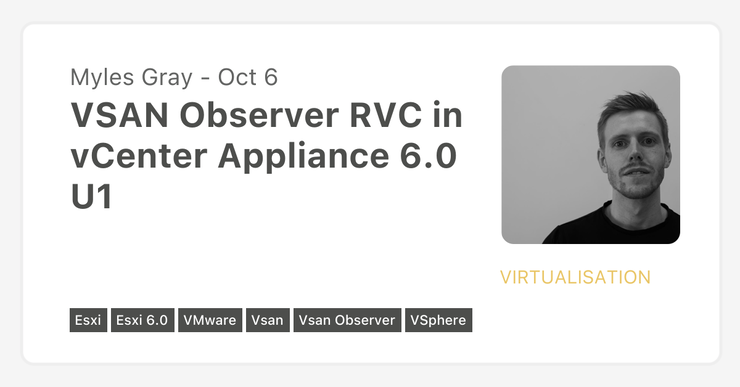 Myles Gray - Oct 6
VSAN Observer RVC in
vCenter Appliance 6.0
U1
VIRTUALISATION
Esxi Esxi 6.0 VMware Vsan Vsan Observer VSphere